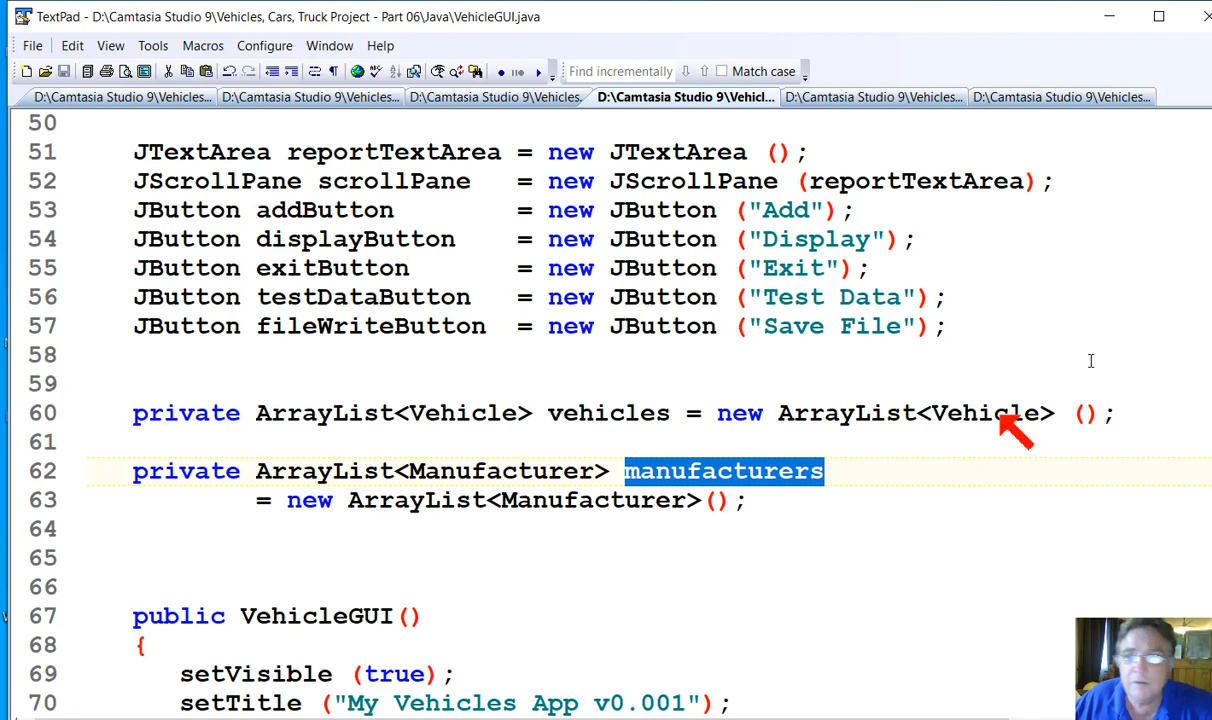 TextPad - D:\Camtasia Studio 9\Vehicles, Cars, Truck Project - Part 06\Java\VehicleGUI.java
File Edit View Tools Macros Configure Window Help
Find incrementally Match case
D:\Camtasia Studio 9\Vehicles... D:\Camtasia Studio 9\Vehicles... D:\Camtasia Studio 9\Vehicles. D:\Camtasia Studio 9\Vehicl... D:\Camtasia Studio 9\Vehicles... D:\Camtasia Studio 9\Vehicles...
50
51 JTextArea reportTextArea = new JTextArea ();
52 JScrollPane scrollPane = new JScrollPane (reportTextArea);
53 JButton addButton = new JButton ("Add");
54 JButton displayButton = new JButton ("Display");
55 JButton exitButton = new JButton ("Exit");
56 JButton testDataButton = new JButton ("Test Data");
57 JButton fileWriteButton = new JButton ("Save File");
58
59
60 private ArrayList<Vehicle> vehicles = new ArrayList<Vehicle> ();
61
62 private ArrayList<Manufacturer> manufacturers
63 = new ArrayList<Manufacturer>();
64
65
66
67 public VehicleGUI()
68 {
69 setVisible (true);
70 setTitle ("My Vehicles App v0.001");